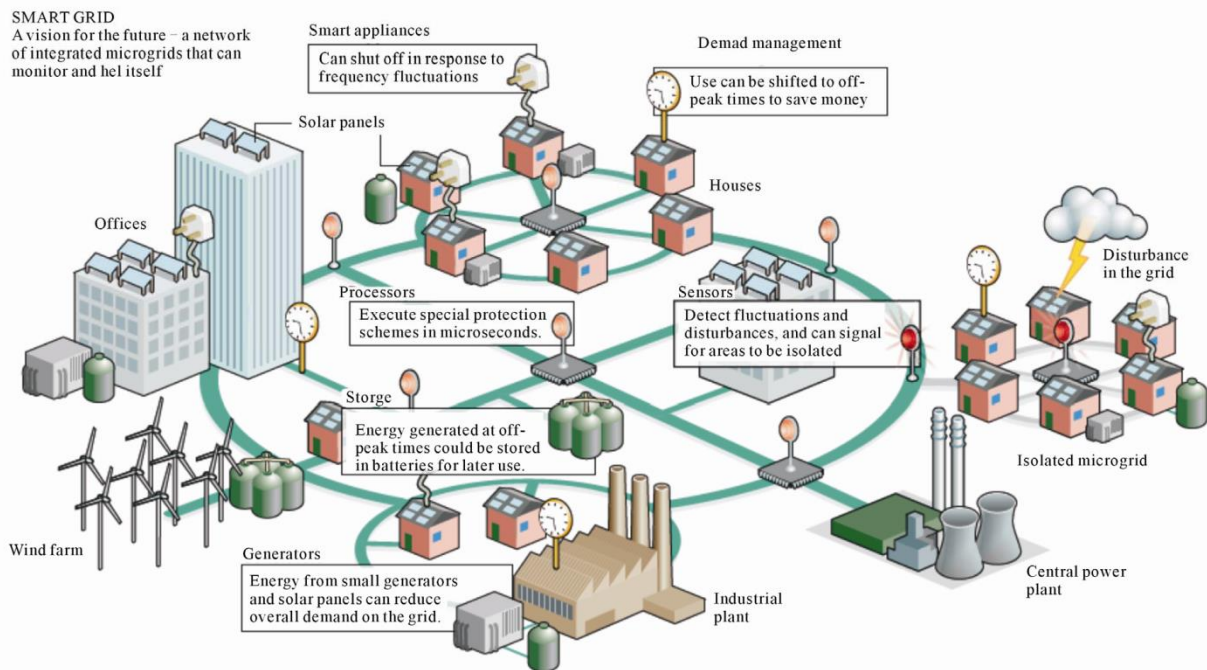 SMART GRID
A vision for the future – a network
of integrated microgrids that can
monitor and hel itself
Smart appliances
Can shut off in response to
frequency fluctuations
Demad management
Use can be shifted to off-
peak times to save money
Solar panels
Houses
Offices
Disturbance
in the grid
Processors
Execute special protection
schemes in microseconds.
Sensors
Detect fluctuations and
disturbances, and can signal
for areas to be isolated
Storge
Energy generated at off-
peak times could be stored
in batteries for later use.
Isolated microgrid
Wind farm
Generators
Energy from small generators
and solar panels can reduce
overall demand on the grid.
Industrial
plant
Central power
plant